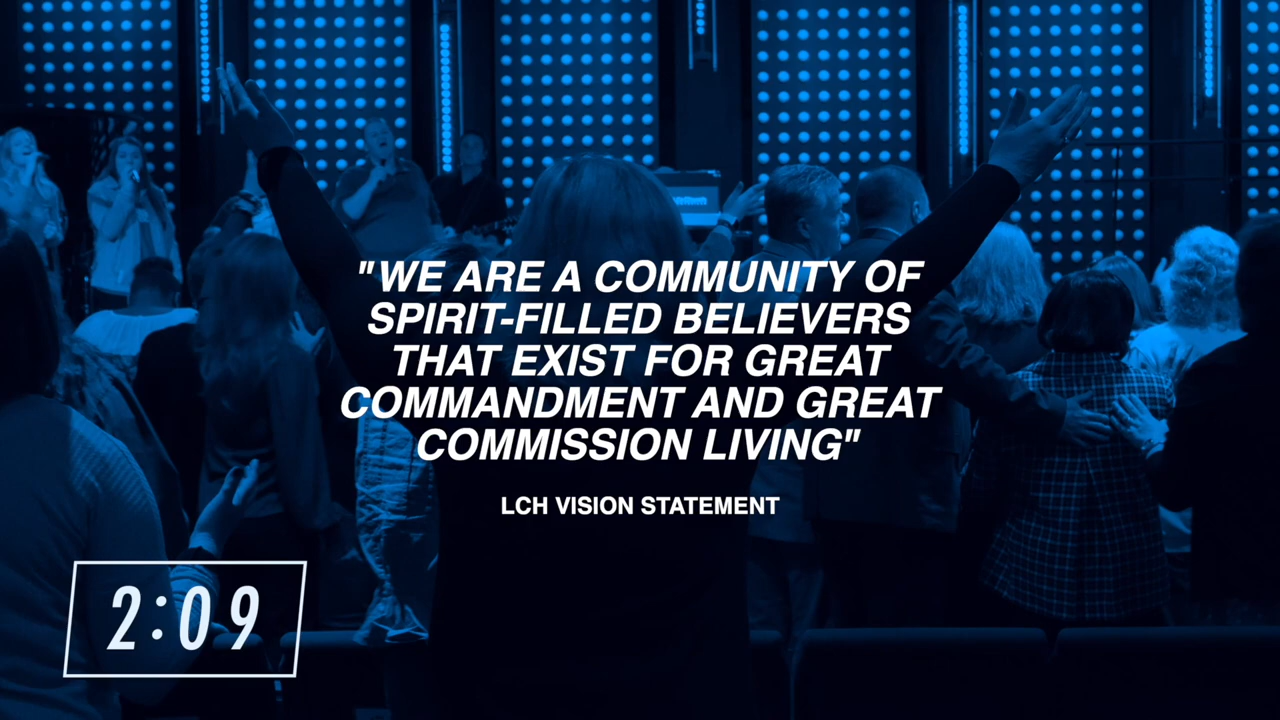 "WE ARE A COMMUNITY OF
SPIRIT-FILLED BELIEVERS
THAT EXIST FOR GREAT
COMMANDMENT AND GREAT
COMMISSION LIVING"
LCH VISION STATEMENT
2:09